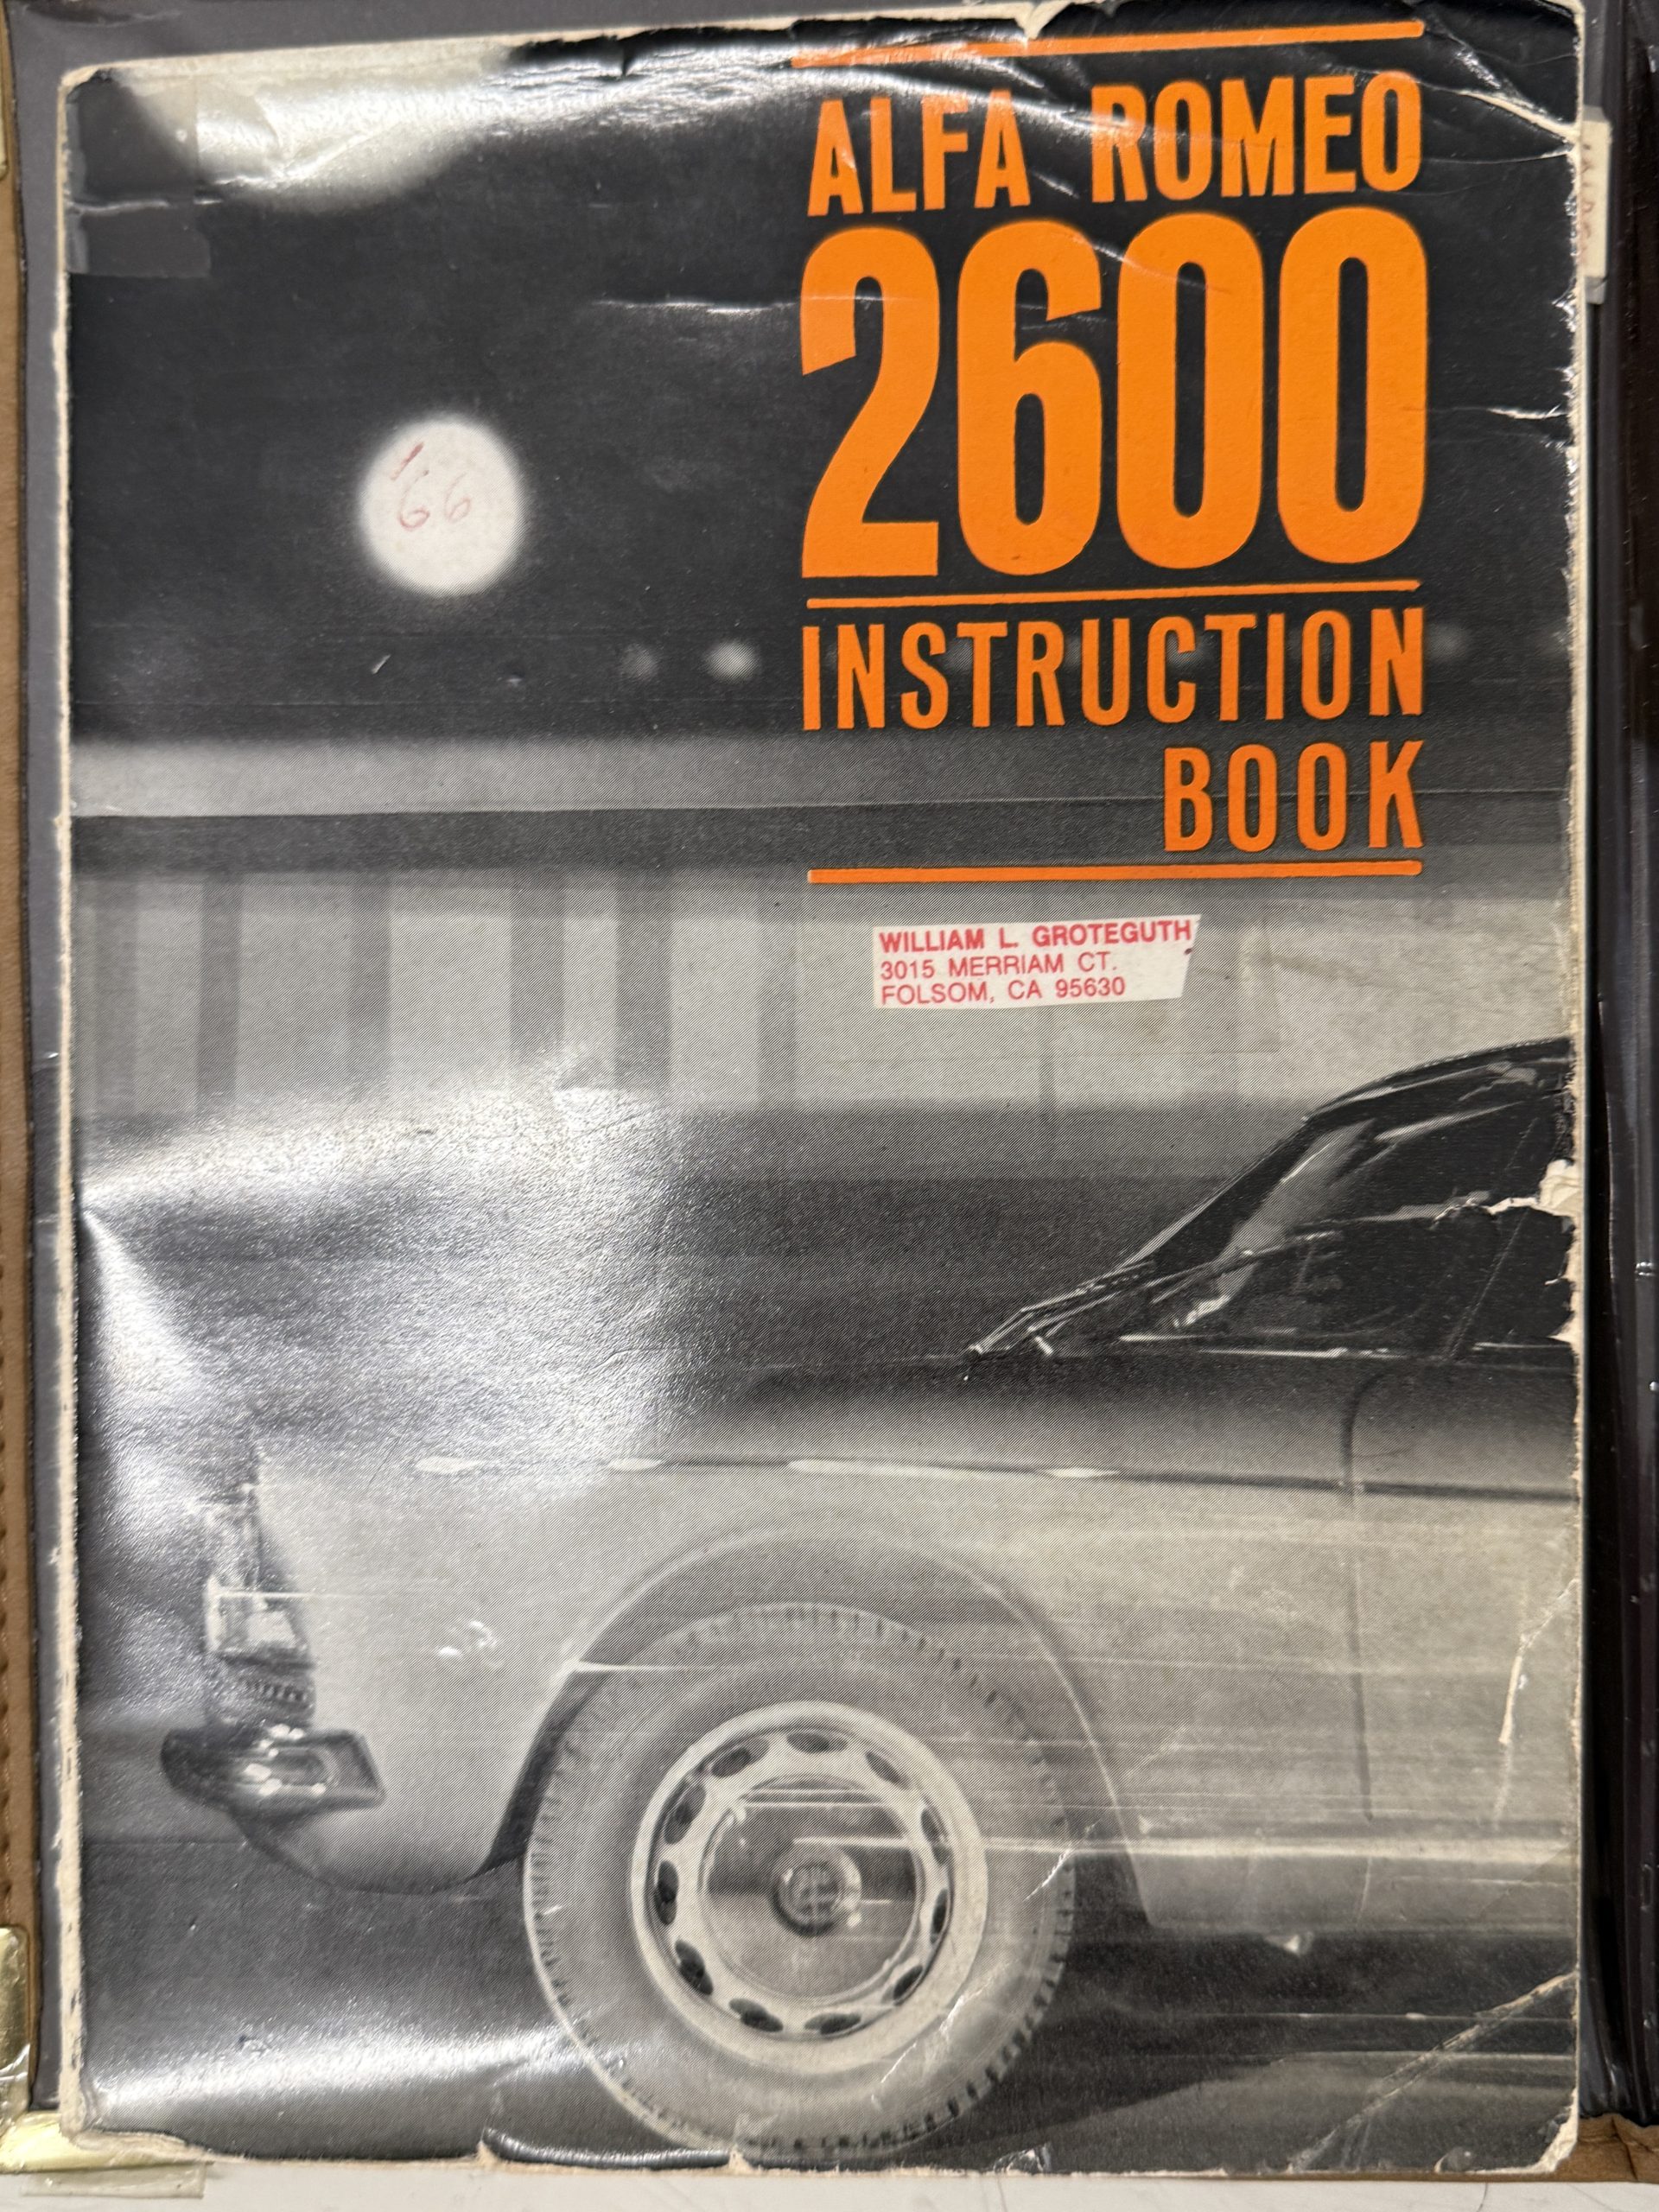 ALFA ROMEO
2600
INSTRUCTION
BOOK
'66
WILLIAM L. GROTEGUTH
3015 MERRIAM CT.
FOLSOM, CA 95630